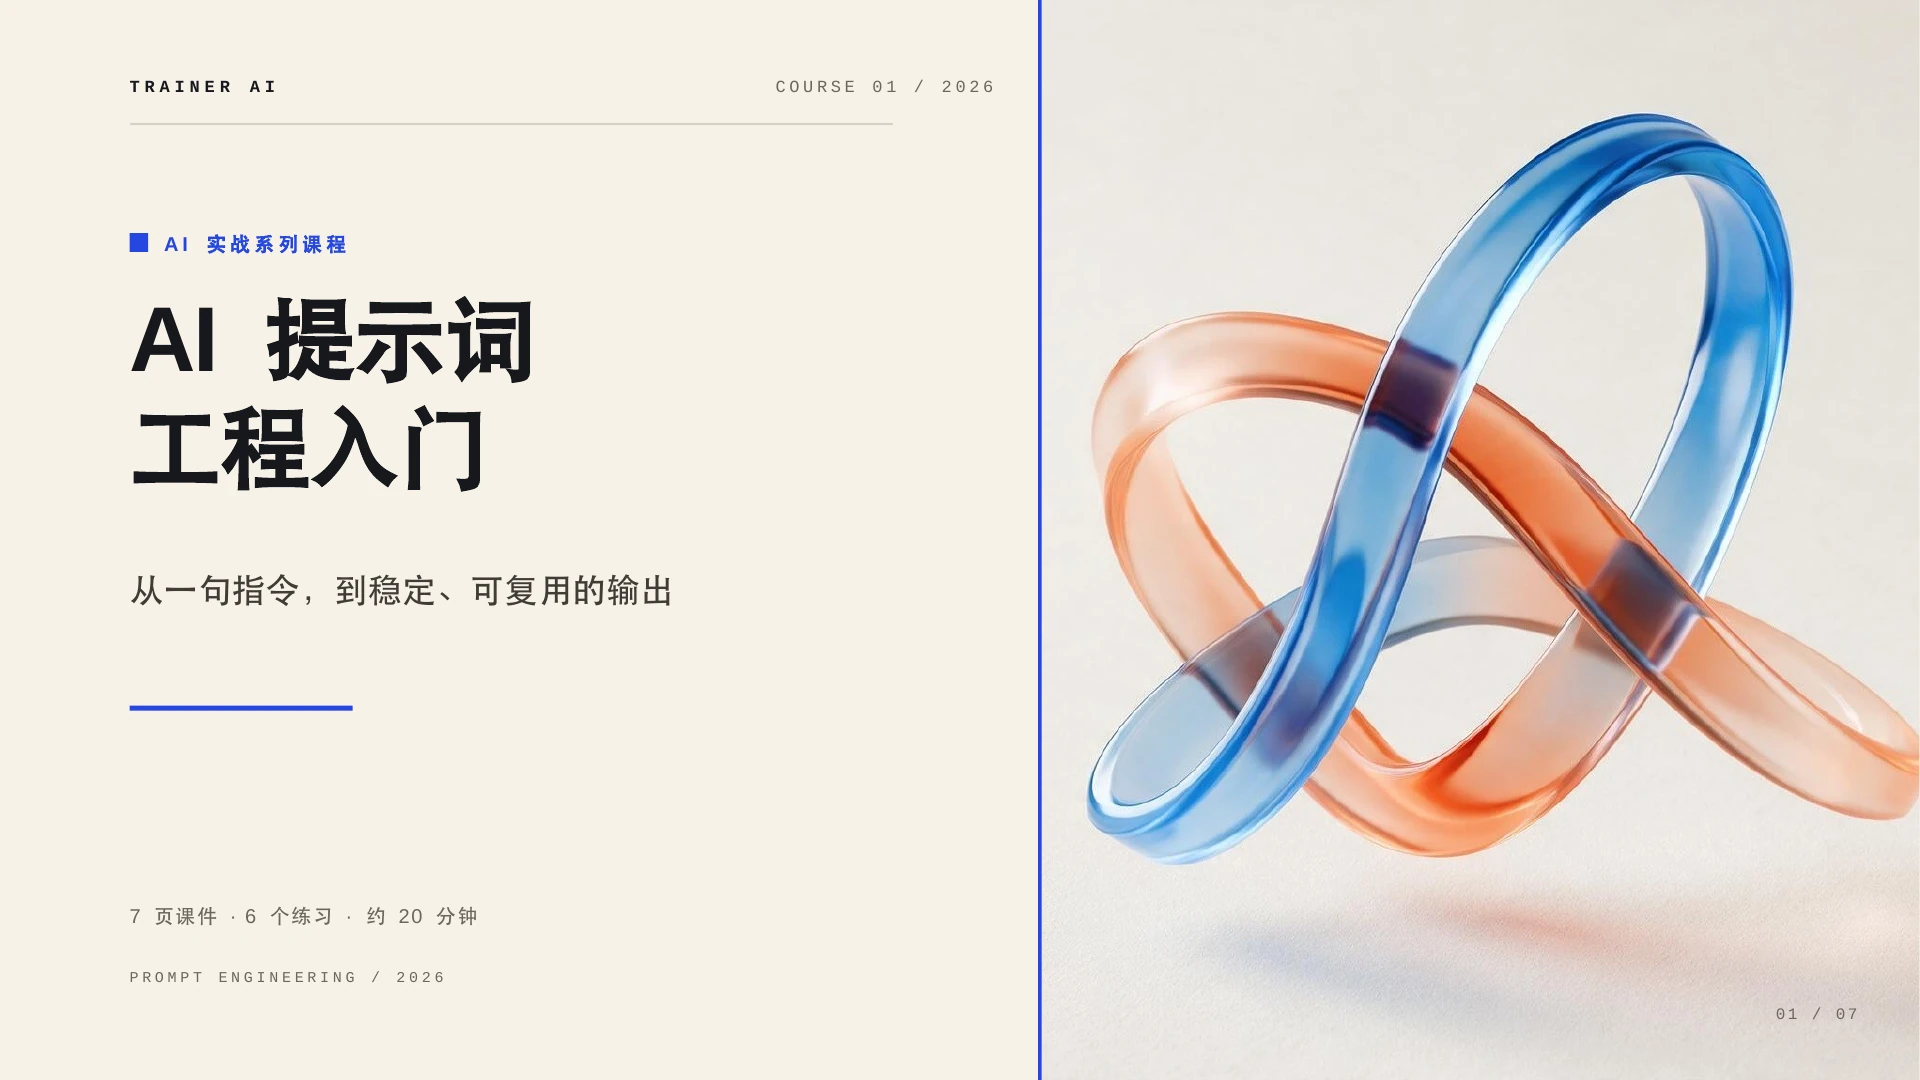 TRAINER AI
COURSE 01 / 2026
AI 实战系列课程
AI 提示词
工程入门
从一句指令，到稳定、可复用的输出
7 页课件 · 6 个练习 · 约 20 分钟
PROMPT ENGINEERING / 2026
01 / 07